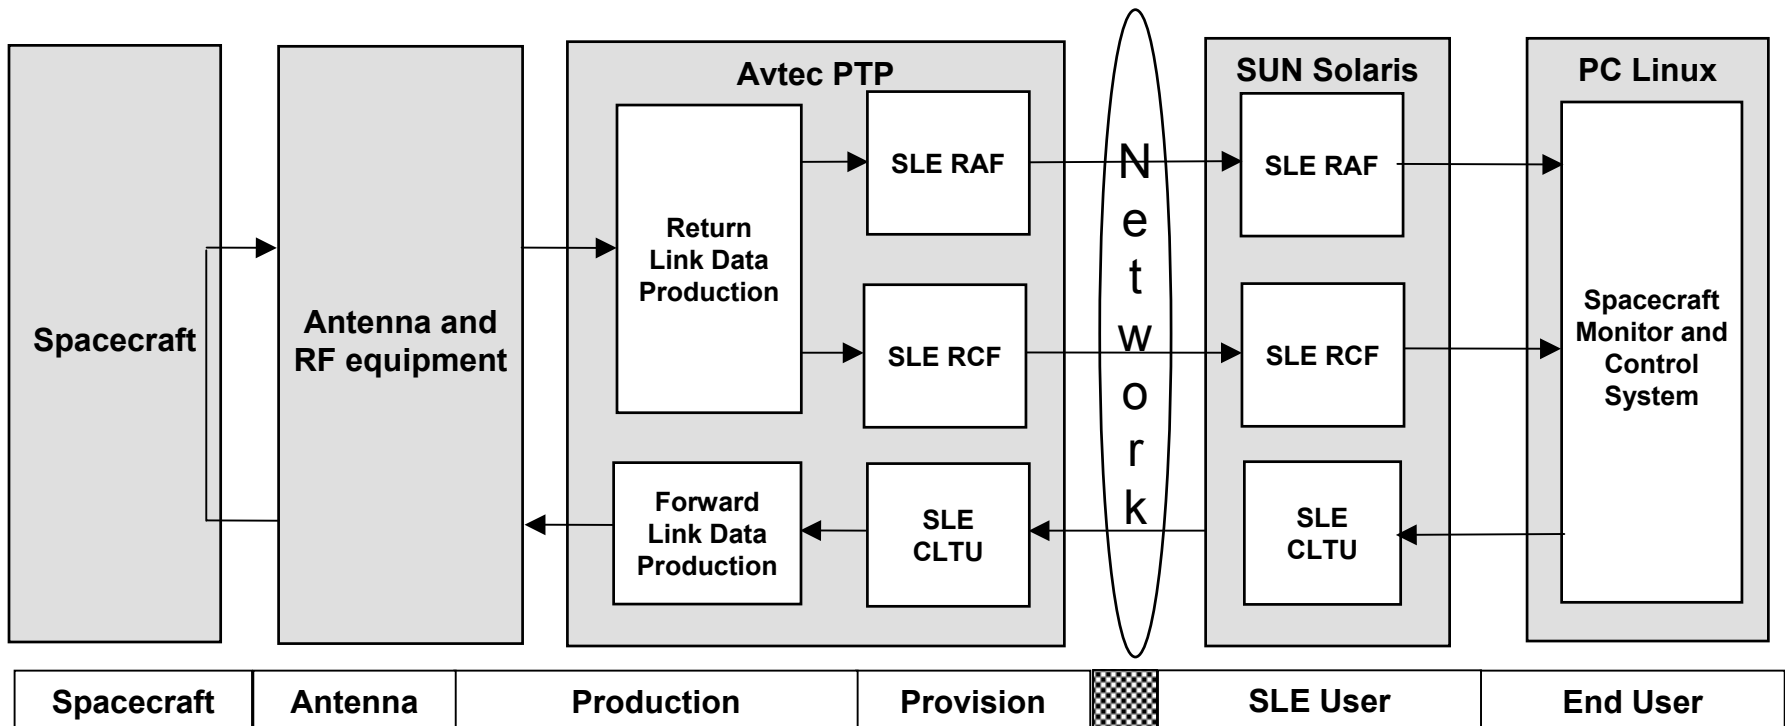 Avtec PTP
SUN Solaris
PC Linux
Spacecraft
Antenna and
RF equipment
Return
Link Data
Production
SLE RAF
SLE RCF
Forward
Link Data
Production
SLE
CLTU
N
e
t
w
o
r
k
SLE RAF
SLE RCF
SLE
CLTU
Spacecraft
Monitor and
Control
System
Spacecraft
Antenna
Production
Provision
SLE User
End User